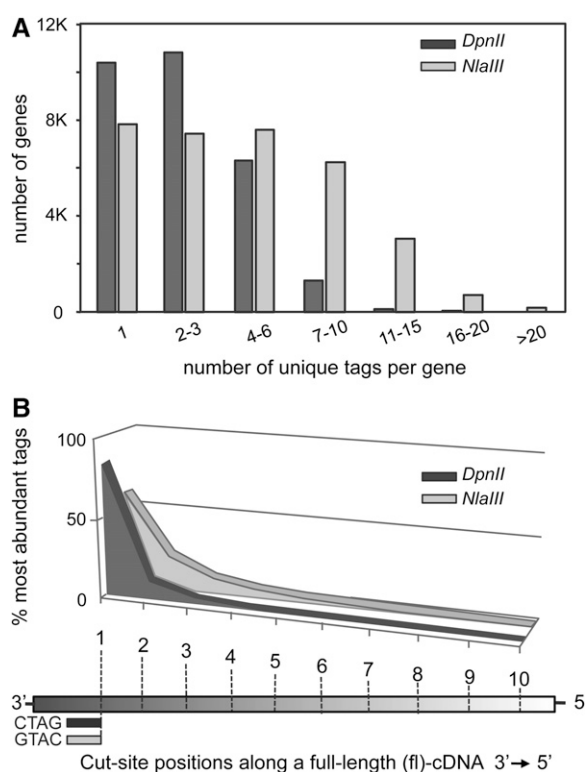 A
12K
8K
4K
0
number of genes
DpnII
NlaIII
1
2-3
4-6
7-10
11-15
16-20
>20
number of unique tags per gene
B
100
50
0
% most abundant tags
DpnII
NlaIII
1 2 3 4 5 6 7 8 9 10
3' 5
CTAG
GTAC
Cut-site positions along a full-length (fl)-cDNA 3'→ 5'